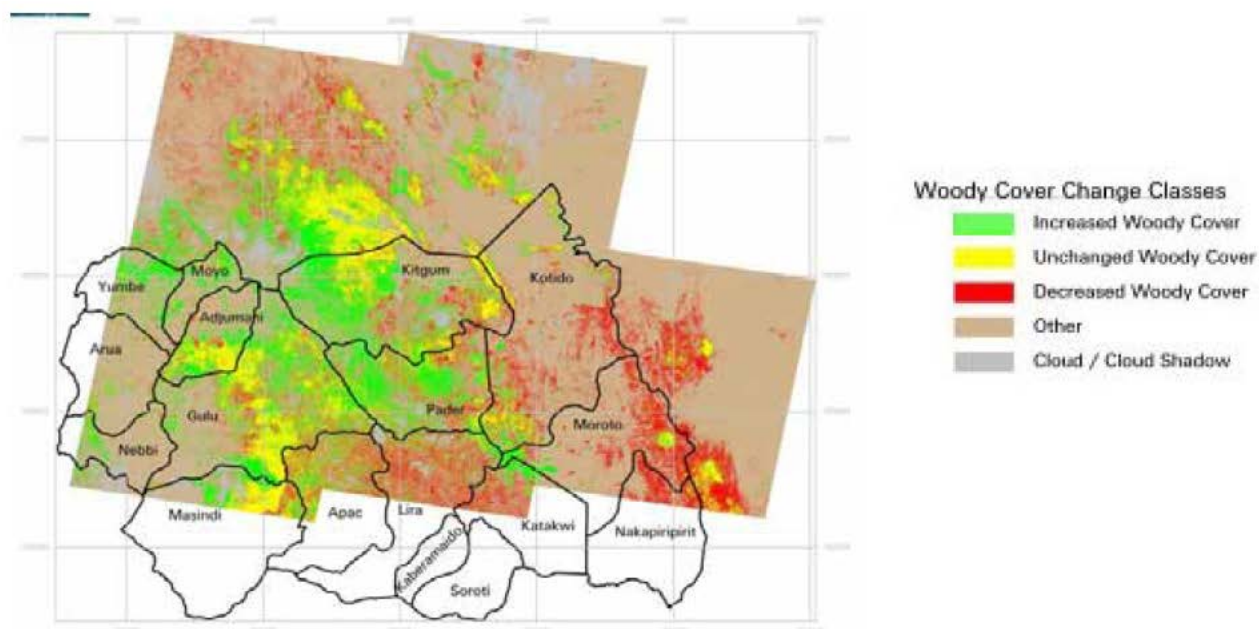 Woody Cover Change Classes
Increased Woody Cover
Unchanged Woody Cover
Decreased Woody Cover
Other
Cloud / Cloud Shadow
Moyo
Kitgum
Kotido
Yumbe
Adjumani
Arua
Gulu
Pader
Moroto
Nebbi
Masindi
Apac
Lira
Katakwi
Nakapiripirit
Kaberamaido
Soroti